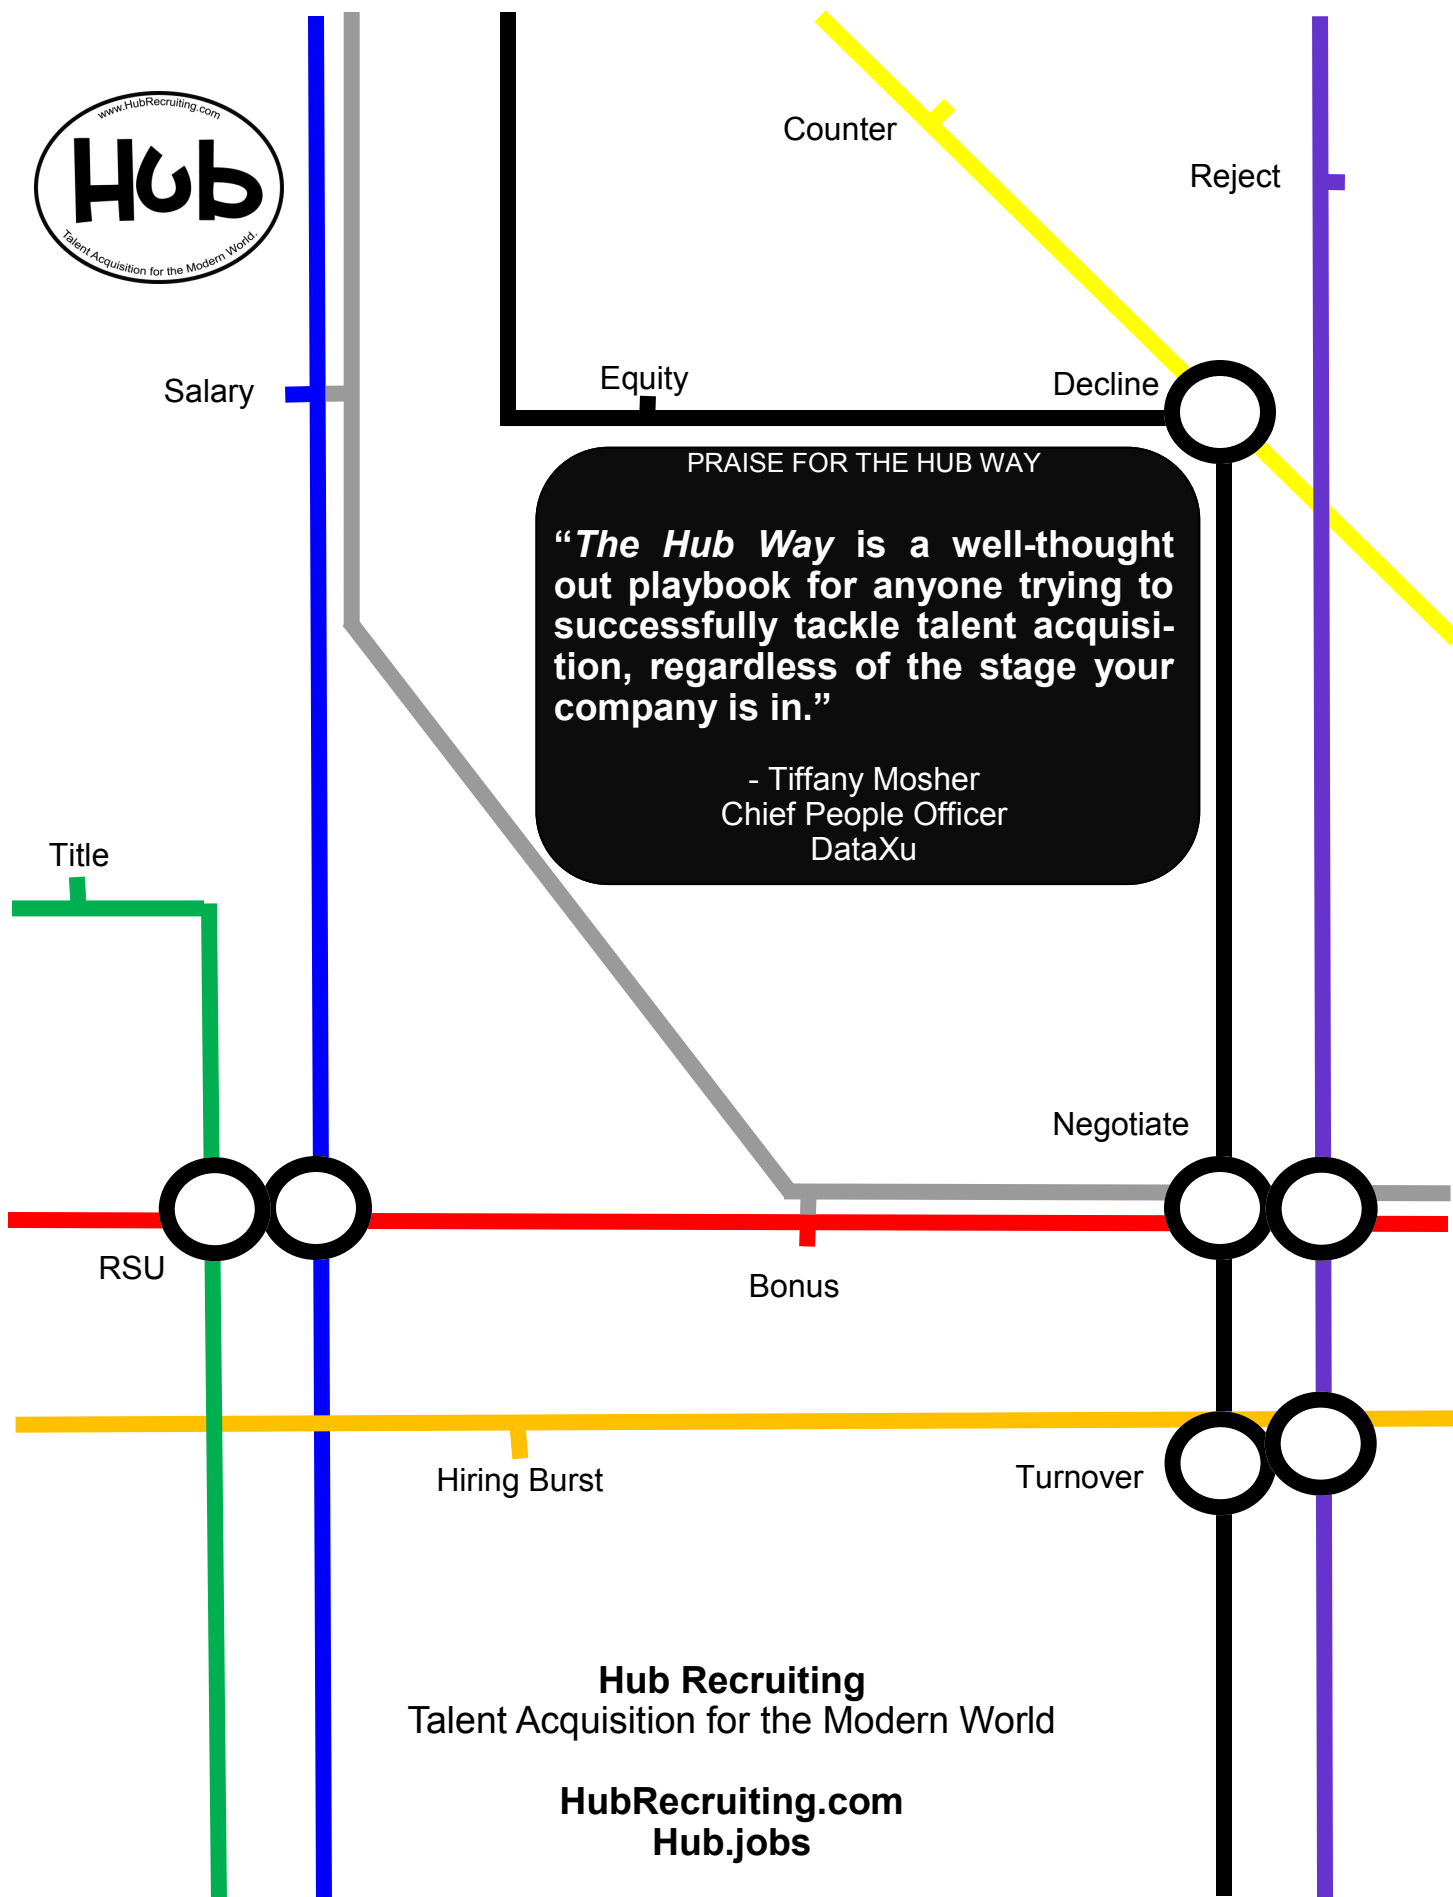 www.HubRecruiting.com
Hub
Talent Acquisition for the Modern World.
Counter
Reject
Salary
Equity
Decline
PRAISE FOR THE HUB WAY
“The Hub Way is a well-thought
out playbook for anyone trying to
successfully tackle talent acquisi-
tion, regardless of the stage your
company is in.”
- Tiffany Mosher
Chief People Officer
DataXu
Title
Negotiate
RSU
Bonus
Hiring Burst
Turnover
Hub Recruiting
Talent Acquisition for the Modern World
HubRecruiting.com
Hub.jobs